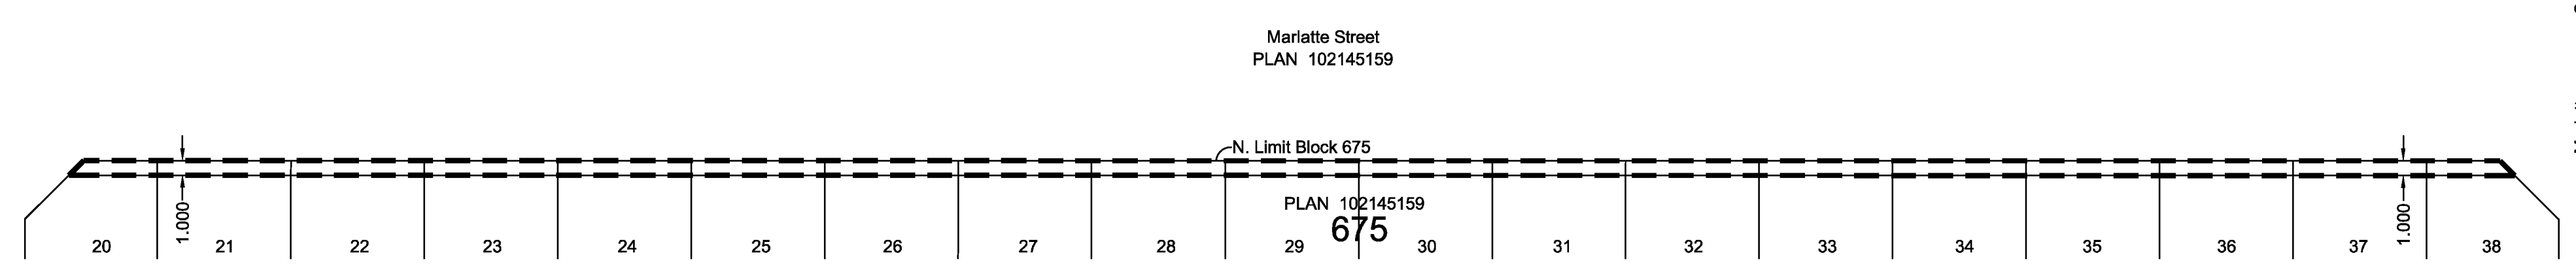 Marlatte Street
PLAN 102145159
N. Limit Block 675
1.000
1.000
PLAN 102145159
675
20 21 22 23 24 25 26 27 28 29 30 31 32 33 34 35 36 37 38